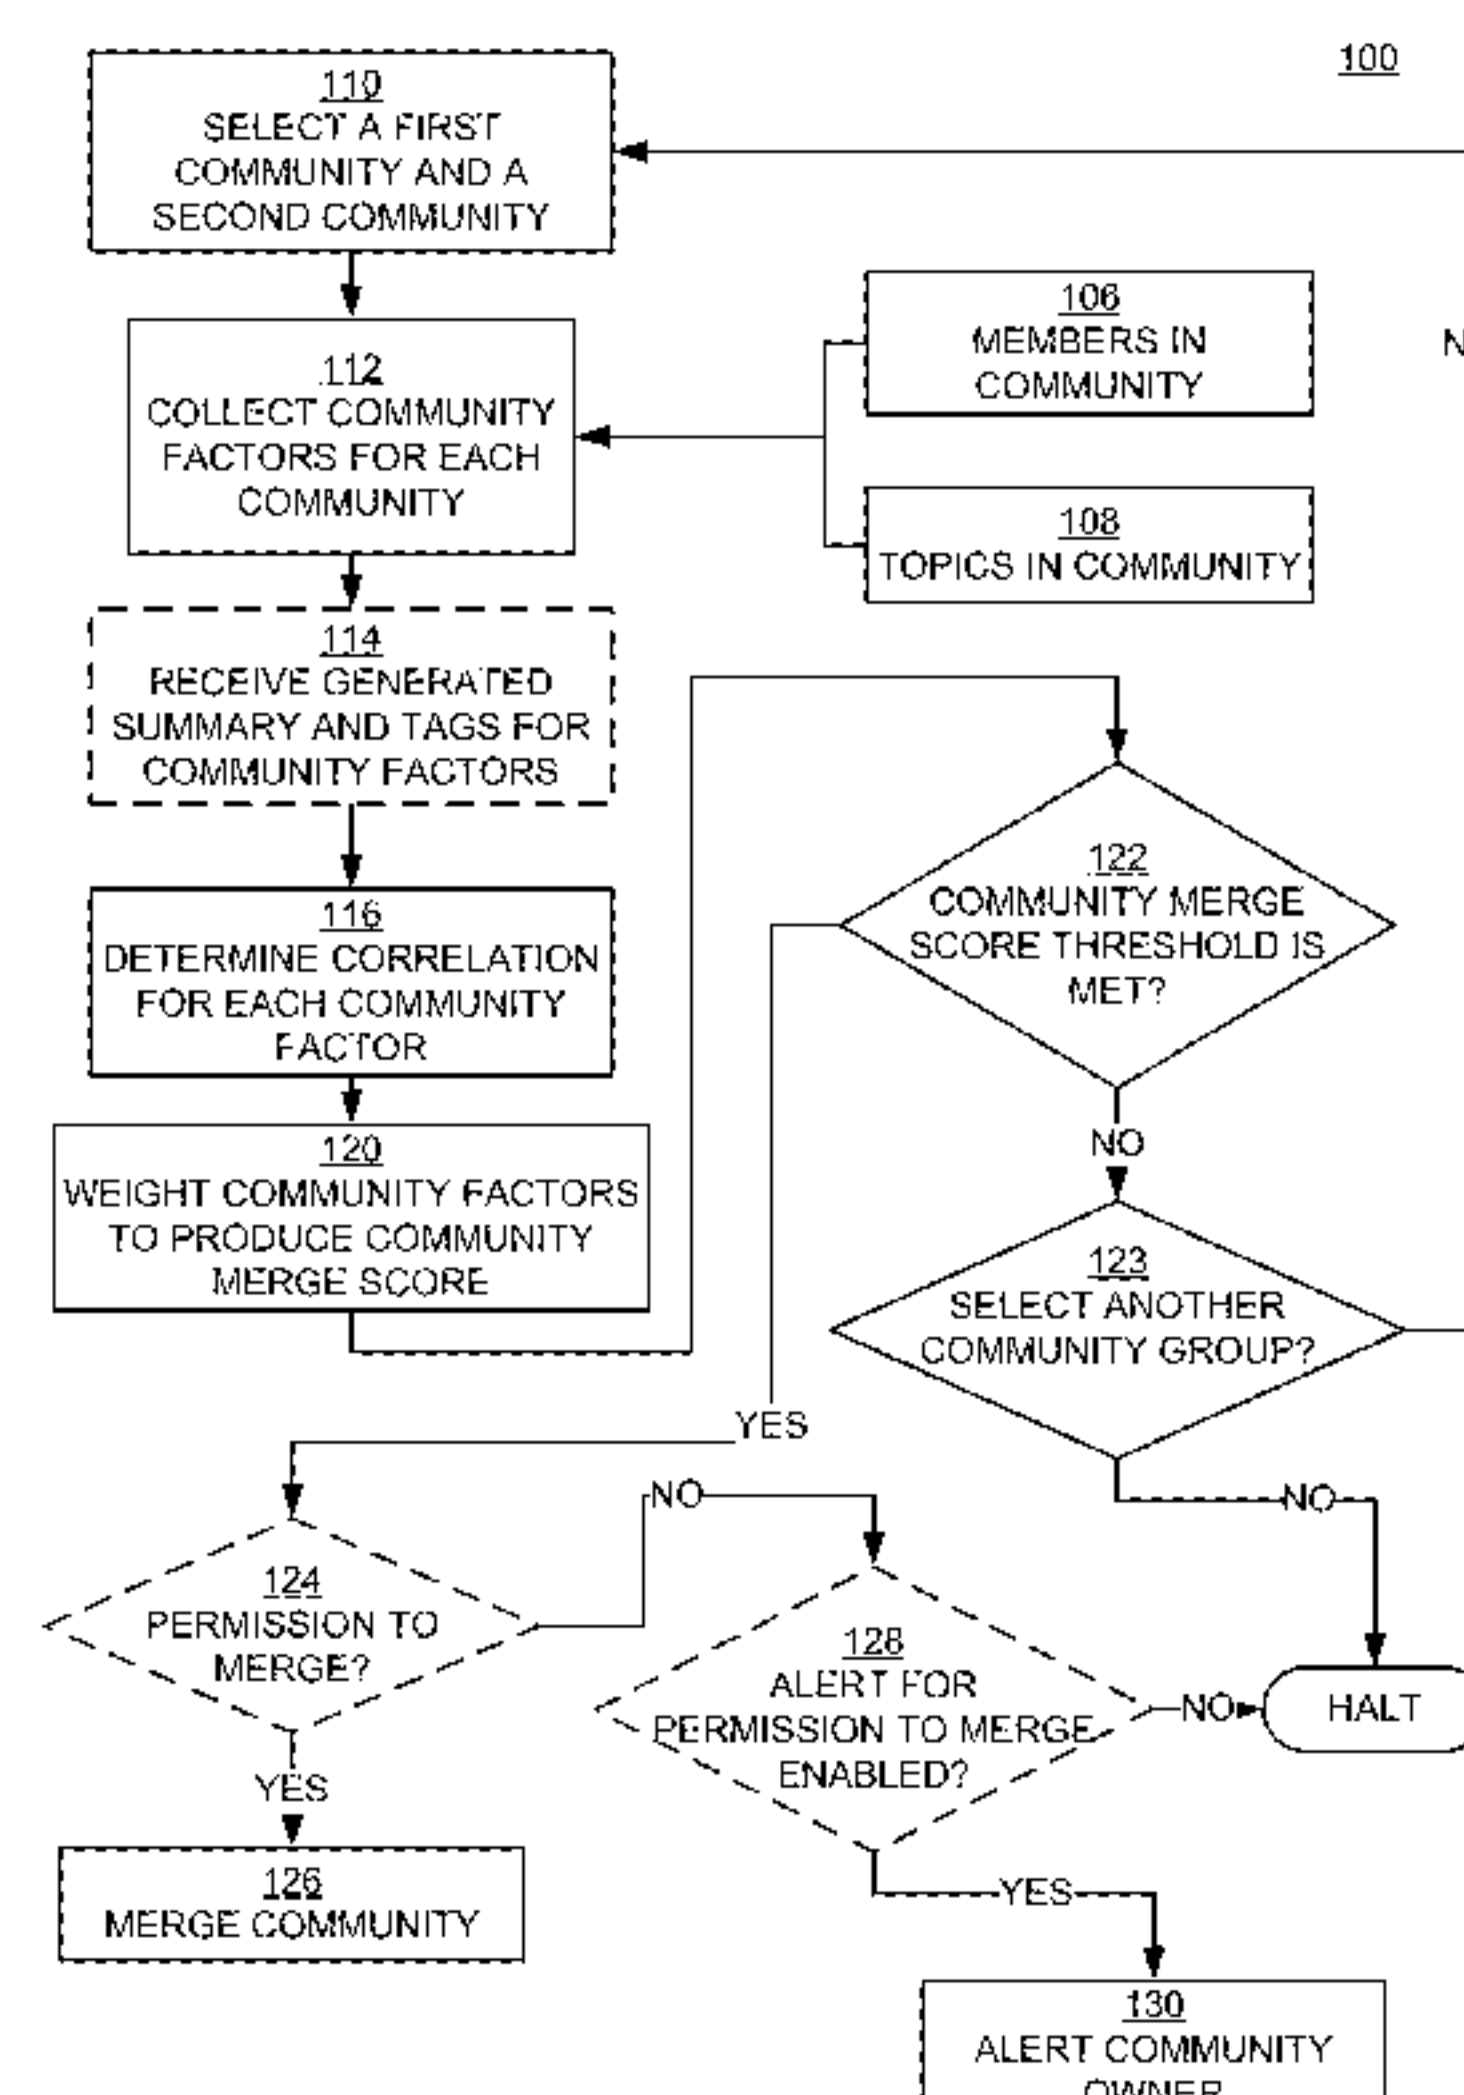 100
110
SELECT A FIRST
COMMUNITY AND A
SECOND COMMUNITY
112
COLLECT COMMUNITY
FACTORS FOR EACH
COMMUNITY
106
MEMBERS IN
COMMUNITY
108
TOPICS IN COMMUNITY
114
RECEIVE GENERATED
SUMMARY AND TAGS FOR
COMMUNITY FACTORS
116
DETERMINE CORRELATION
FOR EACH COMMUNITY
FACTOR
120
WEIGHT COMMUNITY FACTORS
TO PRODUCE COMMUNITY
MERGE SCORE
122
COMMUNITY MERGE
SCORE THRESHOLD IS
MET?
NO
123
SELECT ANOTHER
COMMUNITY GROUP?
YES
NO
NO
124
PERMISSION TO
MERGE?
YES
126
MERGE COMMUNITY
128
ALERT FOR
PERMISSION TO MERGE
ENABLED?
NO
HALT
YES
130
ALERT COMMUNITY
OWNER